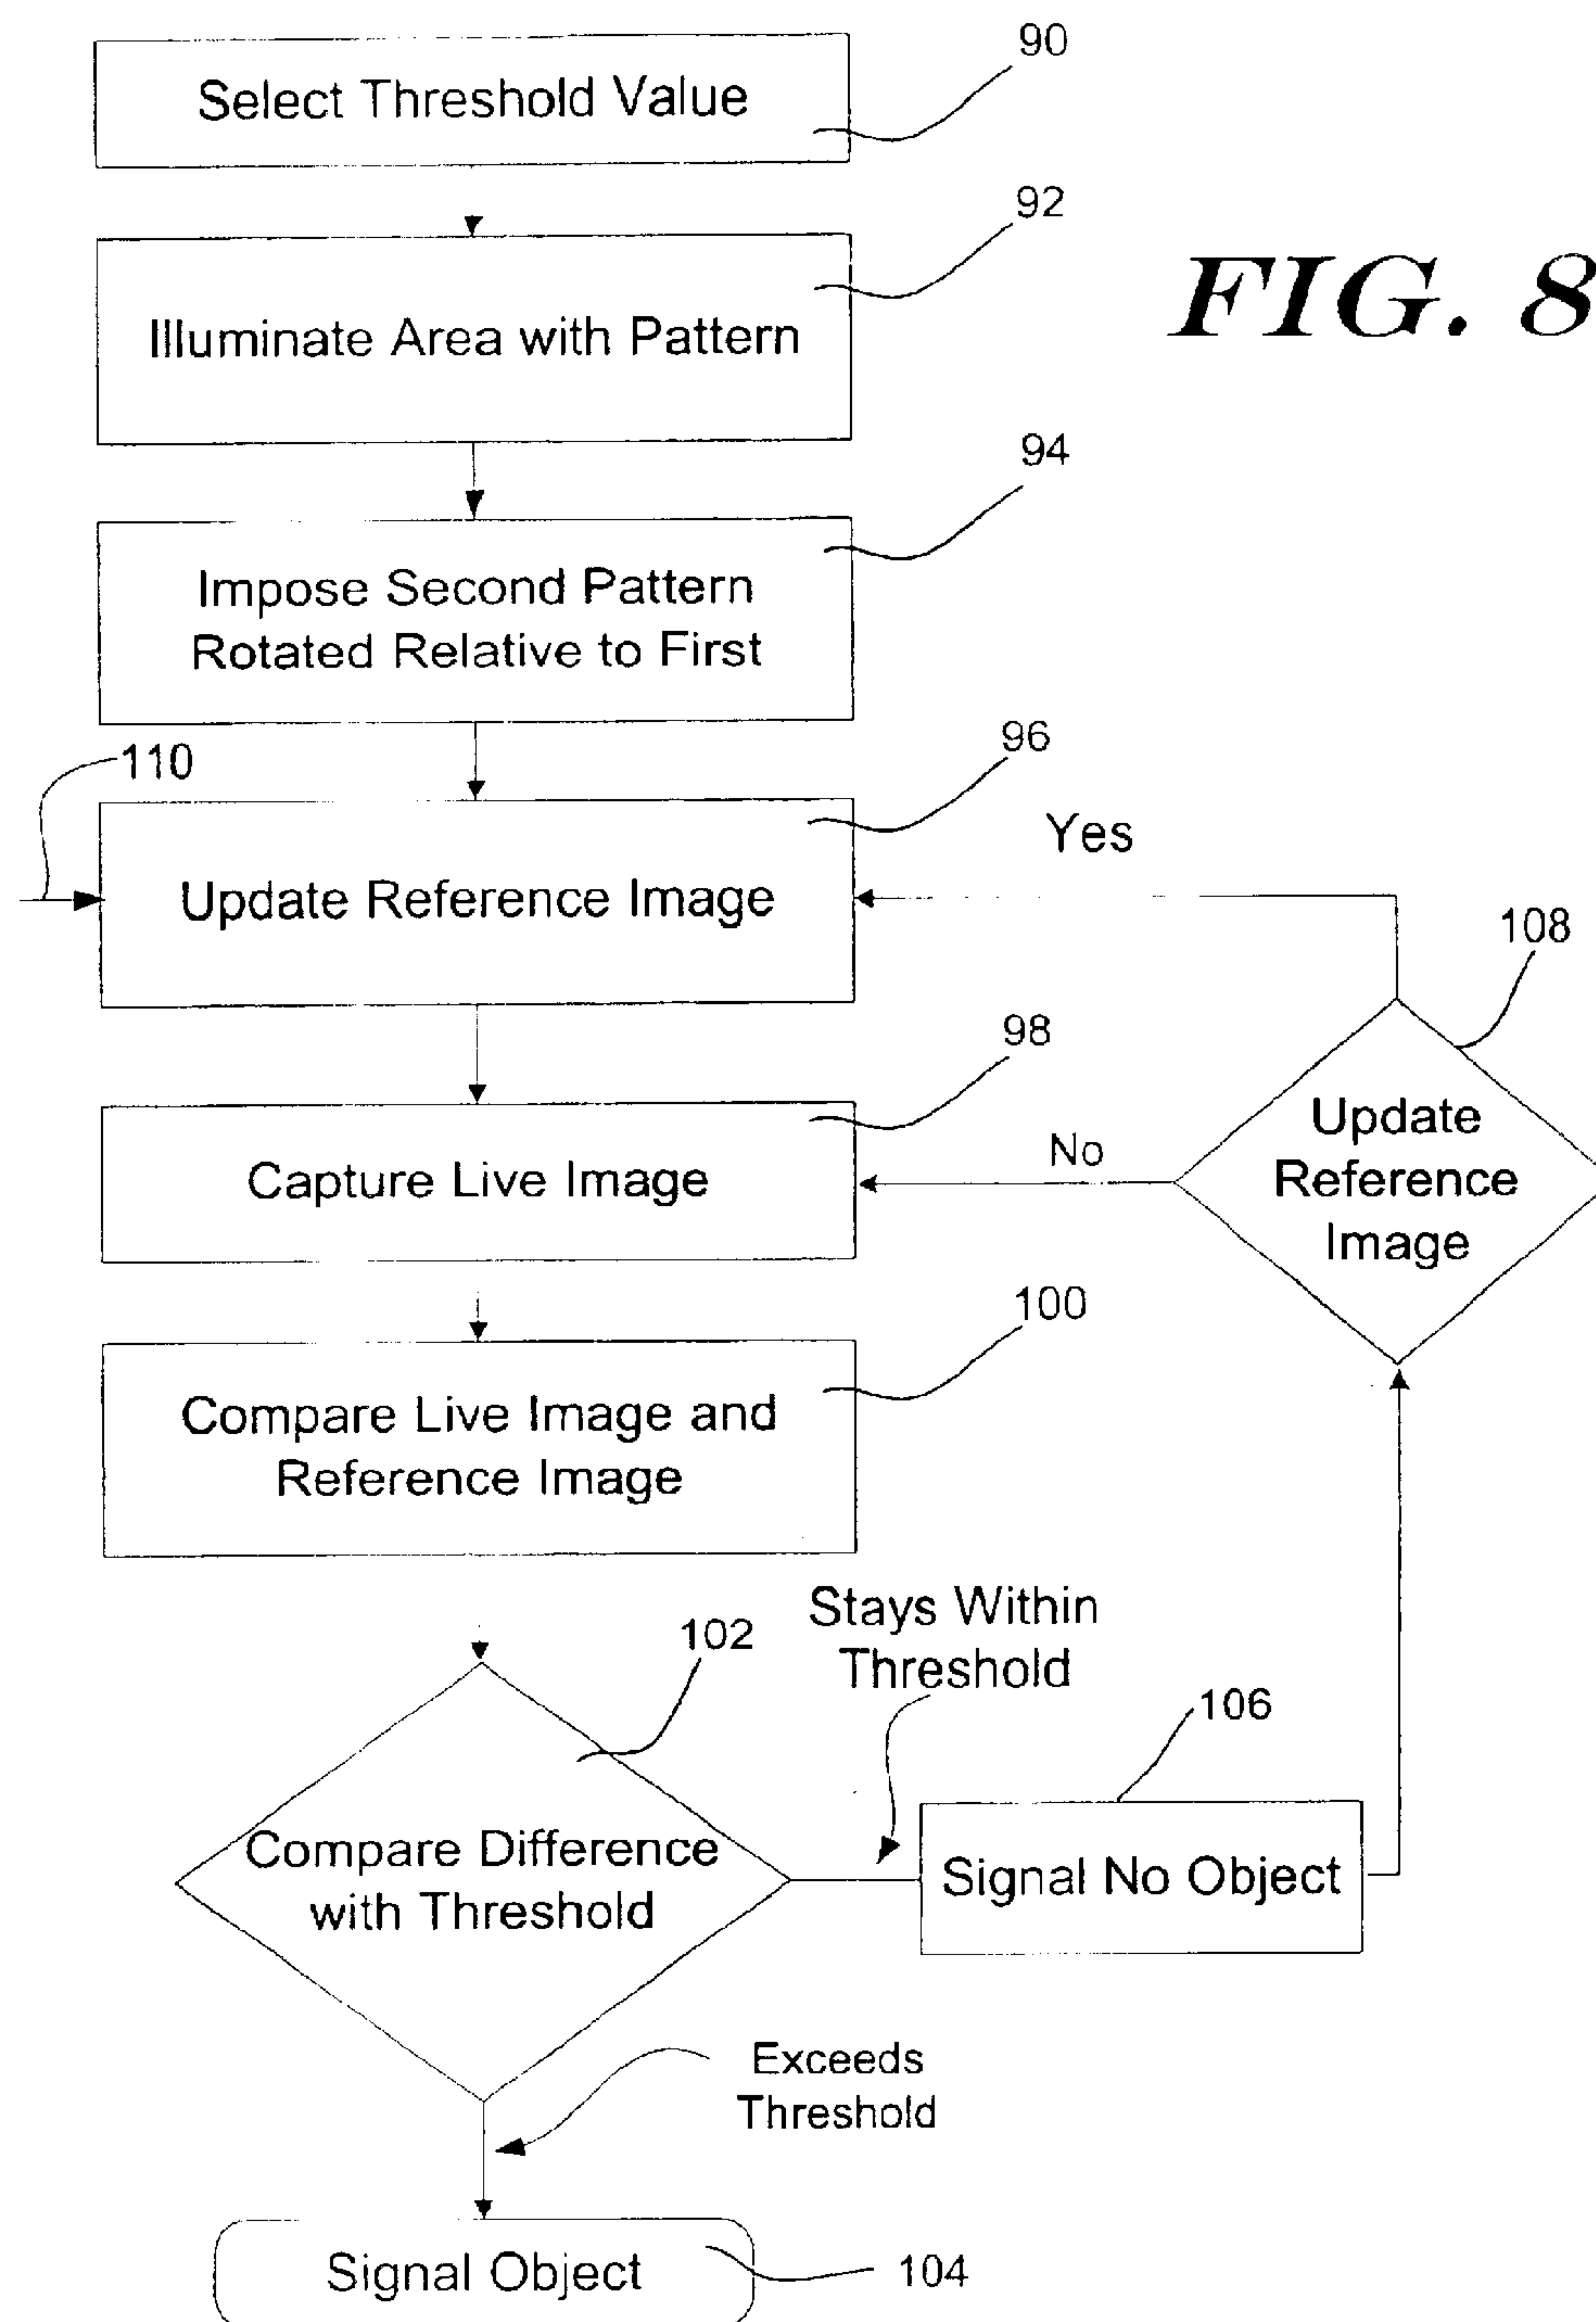 90
Select Threshold Value
92
FIG. 8
Illuminate Area with Pattern
94
Impose Second Pattern
Rotated Relative to First
110
96
Yes
Update Reference Image
108
98
No
Capture Live Image
Update
Reference
Image
100
Compare Live Image and
Reference Image
Stays Within
Threshold
102
106
Compare Difference
with Threshold
Signal No Object
Exceeds
Threshold
Signal Object
104